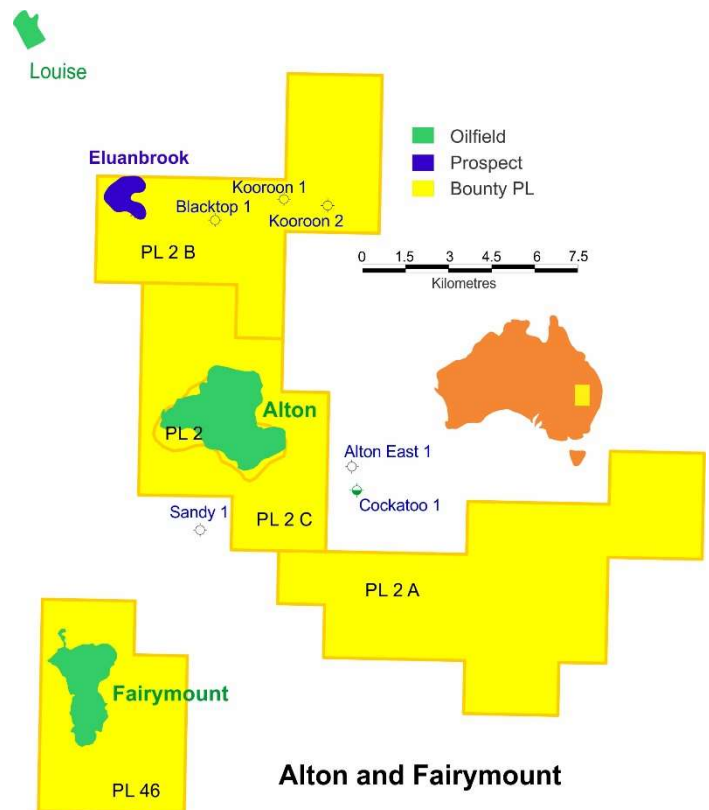 Louise
Eluanbrook
Kooroon 1
Blacktop 1
Kooroon 2
PL 2 B
Oilfield
Prospect
Bounty PL
0 1.5 3 4.5 6 7.5
Kilometres
Alton
PL 2
Alton East 1
Cockatoo 1
Sandy 1
PL 2 C
PL 2 A
Fairymount
PL 46
Alton and Fairymount